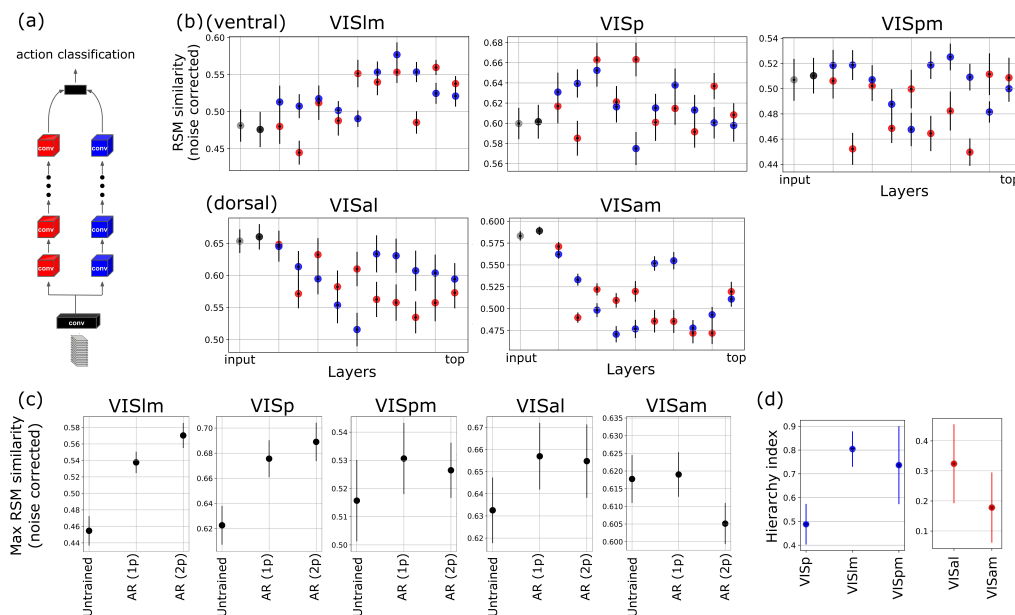 (a)
action classification
conv
conv
conv
conv
conv
conv
conv
(b)
(ventral)
VISlm
VISp
VISpm
RSM similarity
(noise corrected)
0.60
0.55
0.50
0.45
0.68
0.66
0.64
0.62
0.60
0.58
0.56
0.54
0.52
0.50
0.48
0.46
0.44
input
top
Layers
(dorsal)
VISal
VISam
0.65
0.60
0.55
0.50
0.600
0.575
0.550
0.525
0.500
0.475
input
top
Layers
input
top
Layers
(c)
VISlm
VISp
VISpm
VISal
VISam
Max RSM similarity
(noise corrected)
0.58
0.56
0.54
0.52
0.50
0.48
0.46
0.44
0.70
0.68
0.66
0.64
0.62
0.54
0.53
0.52
0.51
0.50
0.67
0.66
0.65
0.64
0.63
0.62
0.635
0.630
0.625
0.620
0.615
0.610
0.605
0.600
Untrained
AR (1p)
AR (2p)
Untrained
AR (1p)
AR (2p)
Untrained
AR (1p)
AR (2p)
Untrained
AR (1p)
AR (2p)
Untrained
AR (1p)
AR (2p)
(d)
Hierarchy index
0.9
0.8
0.7
0.6
0.5
0.4
VISp
VISlm
VISpm
0.4
0.3
0.2
0.1
VISal
VISam